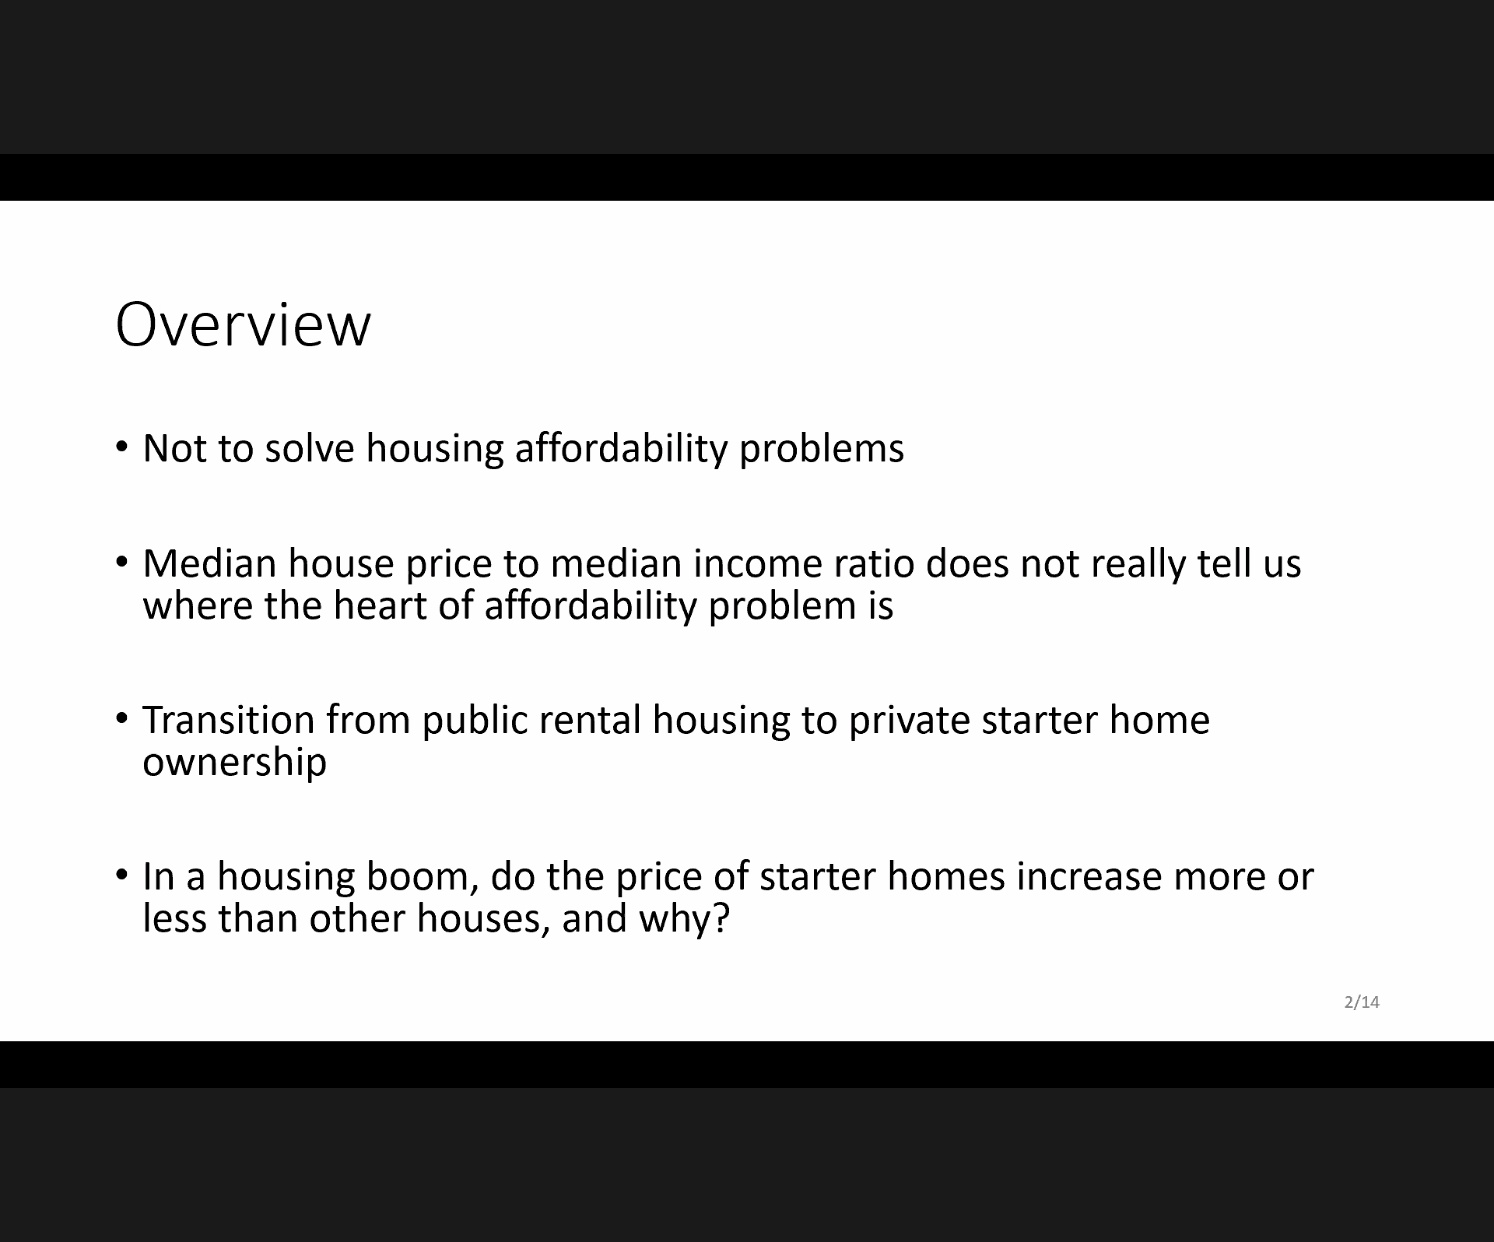 Overview
• Not to solve housing affordability problems
• Median house price to median income ratio does not really tell us
where the heart of affordability problem is
• Transition from public rental housing to private starter home
ownership
• In a housing boom, do the price of starter homes increase more or
less than other houses, and why?
2/14